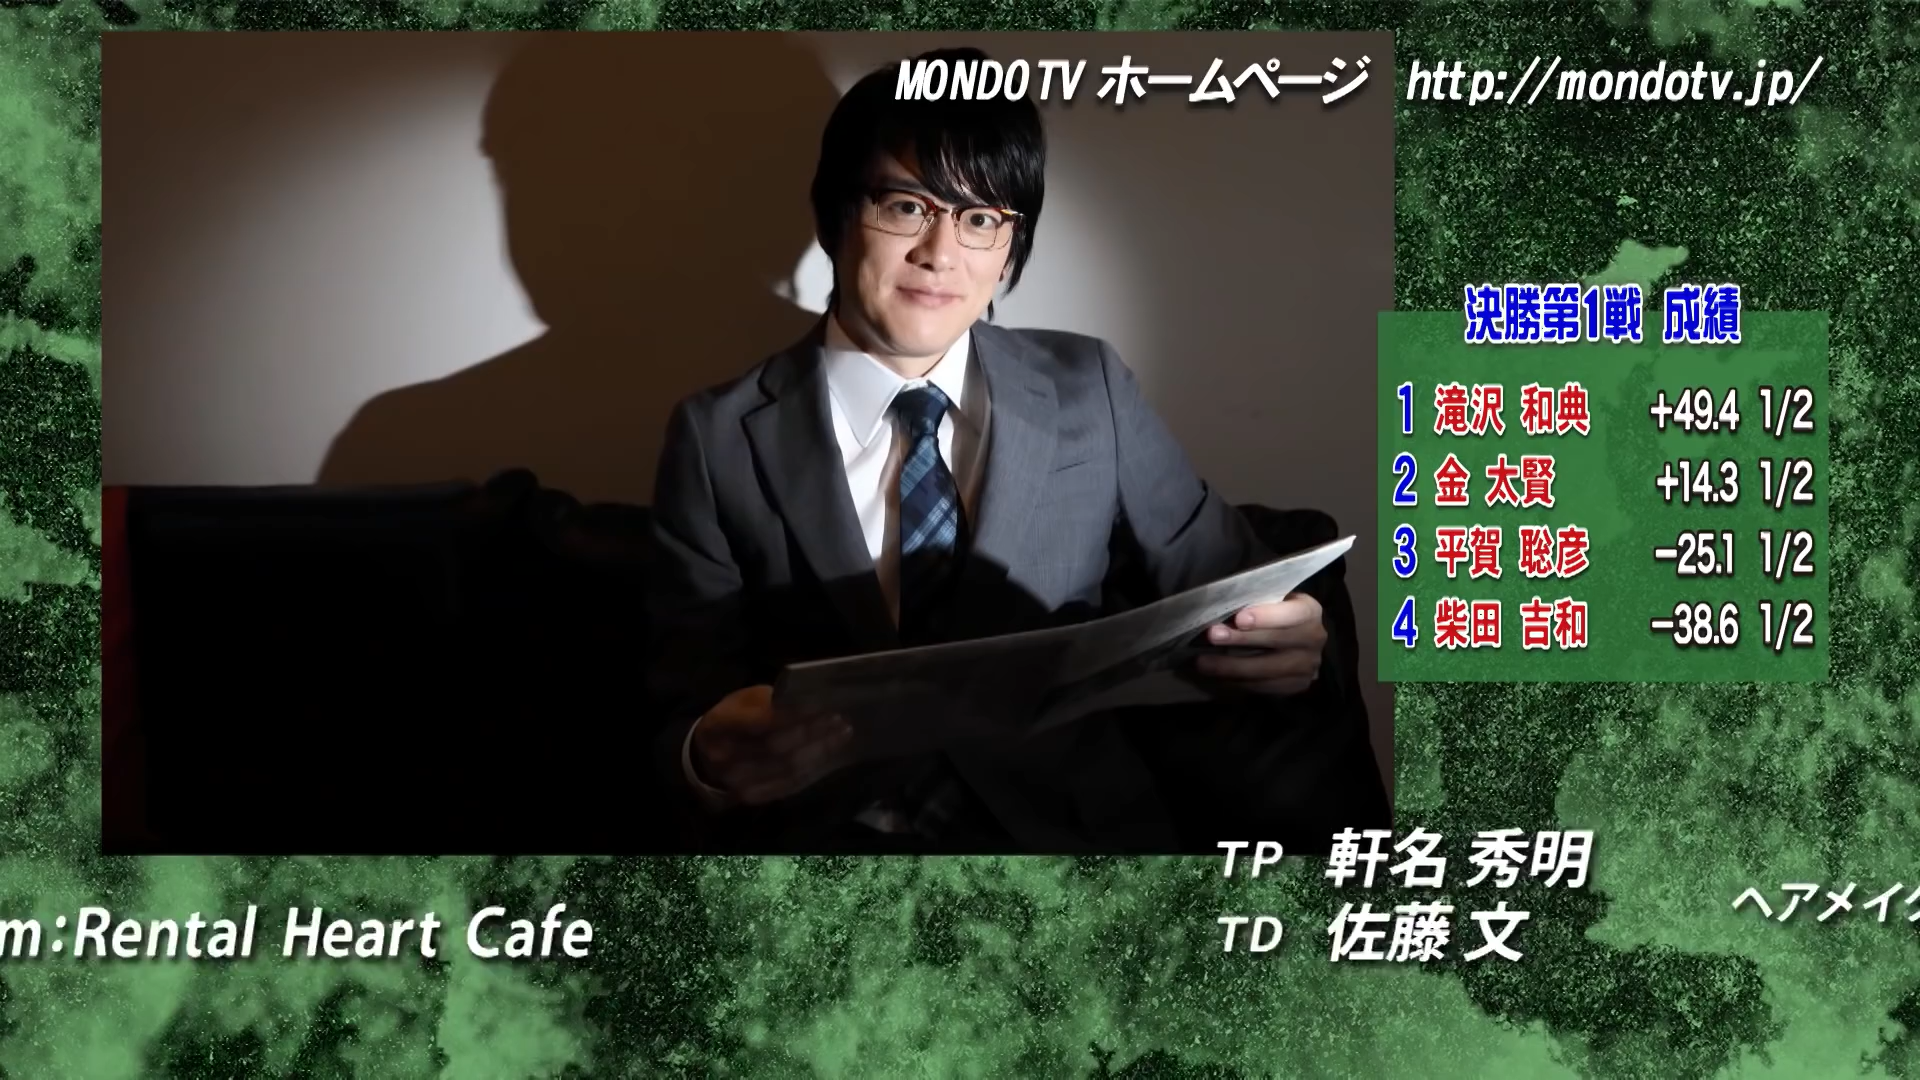 MONDO TV ホームページ http://mondotv.jp/
決勝第1戦 成績
1 滝沢 和典 +49.4 1/2
2 金 太賢 +14.3 1/2
3 平賀 聡彦 -25.1 1/2
4 柴田 吉和 -38.6 1/2
TP 軒名 秀明
TD 佐藤 文
m:Rental Heart Cafe
ヘアメイク